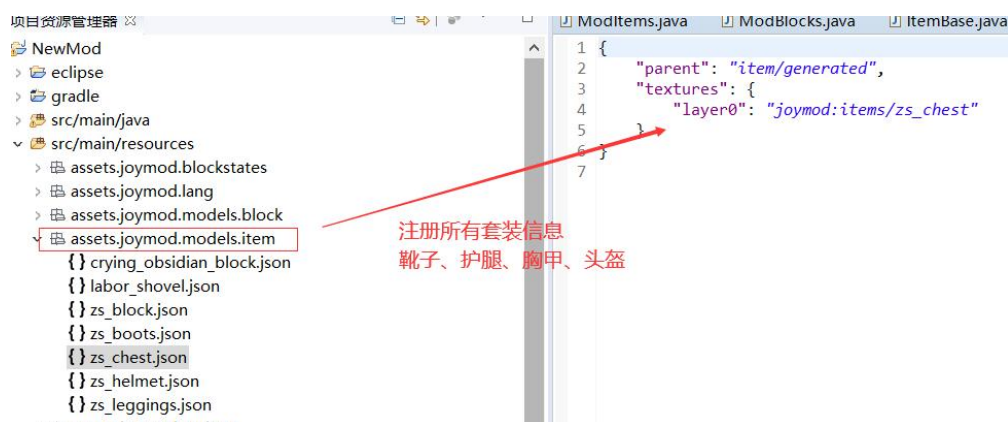 项目资源管理器
NewMod
eclipse
gradle
src/main/java
src/main/resources
assets.joymod.blockstates
assets.joymod.lang
assets.joymod.models.block
assets.joymod.models.item
{} crying_obsidian_block.json
{} labor_shovel.json
{} zs_block.json
{} zs_boots.json
{} zs_chest.json
{} zs_helmet.json
{} zs_leggings.json
ModItems.java ModBlocks.java ItemBase.java
1 {
2 "parent": "item/generated",
3 "textures": {
4 "layer0": "joymod:items/zs_chest"
5 }
6 }
7
注册所有套装信息
靴子、护腿、胸甲、头盔